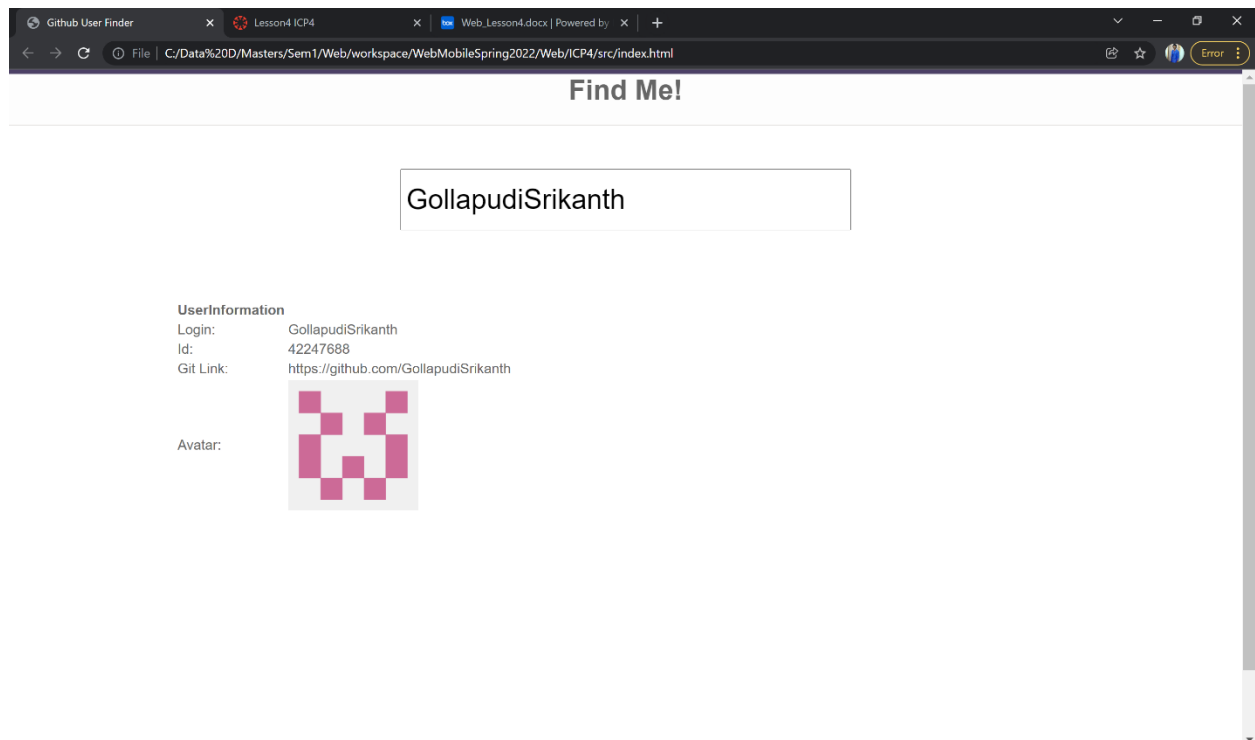 Github User Finder
Lesson4 ICP4
box Web_Lesson4.docx | Powered by
File | C:/Data%20D/Masters/Sem1/Web/workspace/WebMobileSpring2022/Web/ICP4/src/index.html
Error
Find Me!
GollapudiSrikanth
UserInformation
Login: GollapudiSrikanth
Id: 42247688
Git Link: https://github.com/GollapudiSrikanth
Avatar: